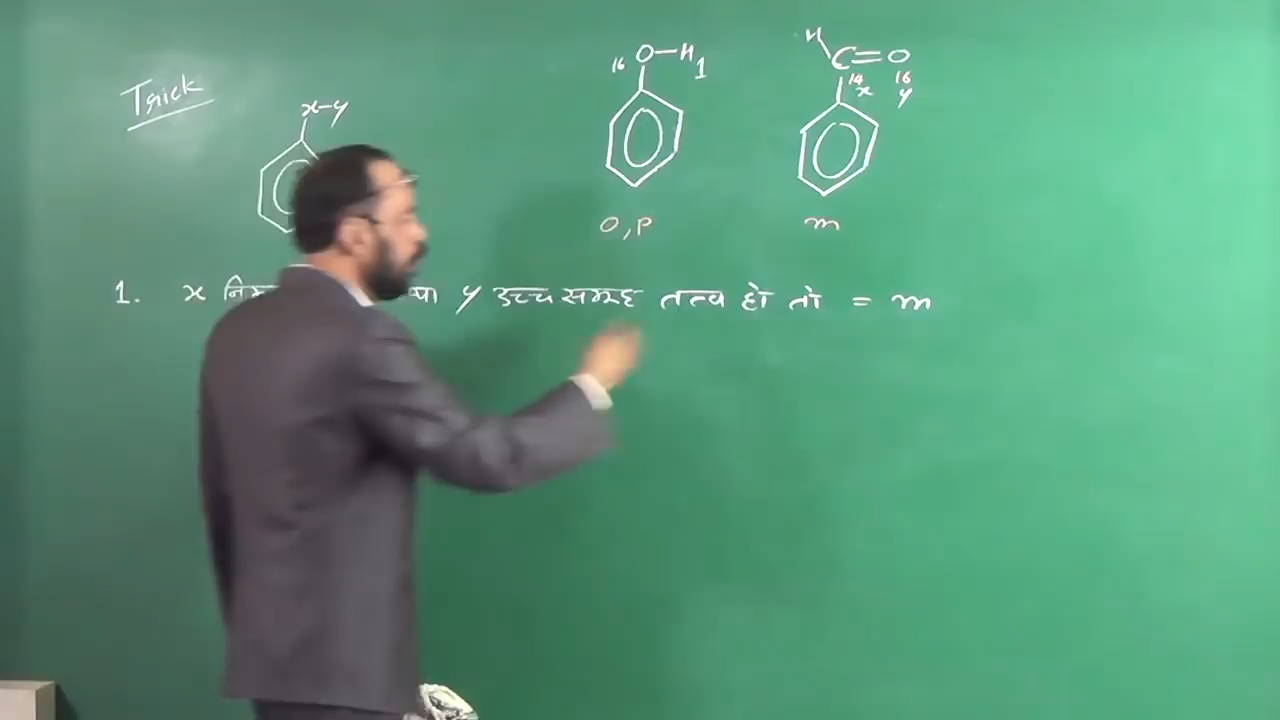 Trick
x-y
16 O-H 1
H C=O
14 16
x y
O,P
m
1. x y उच्च समूह तत्व हो तो = m